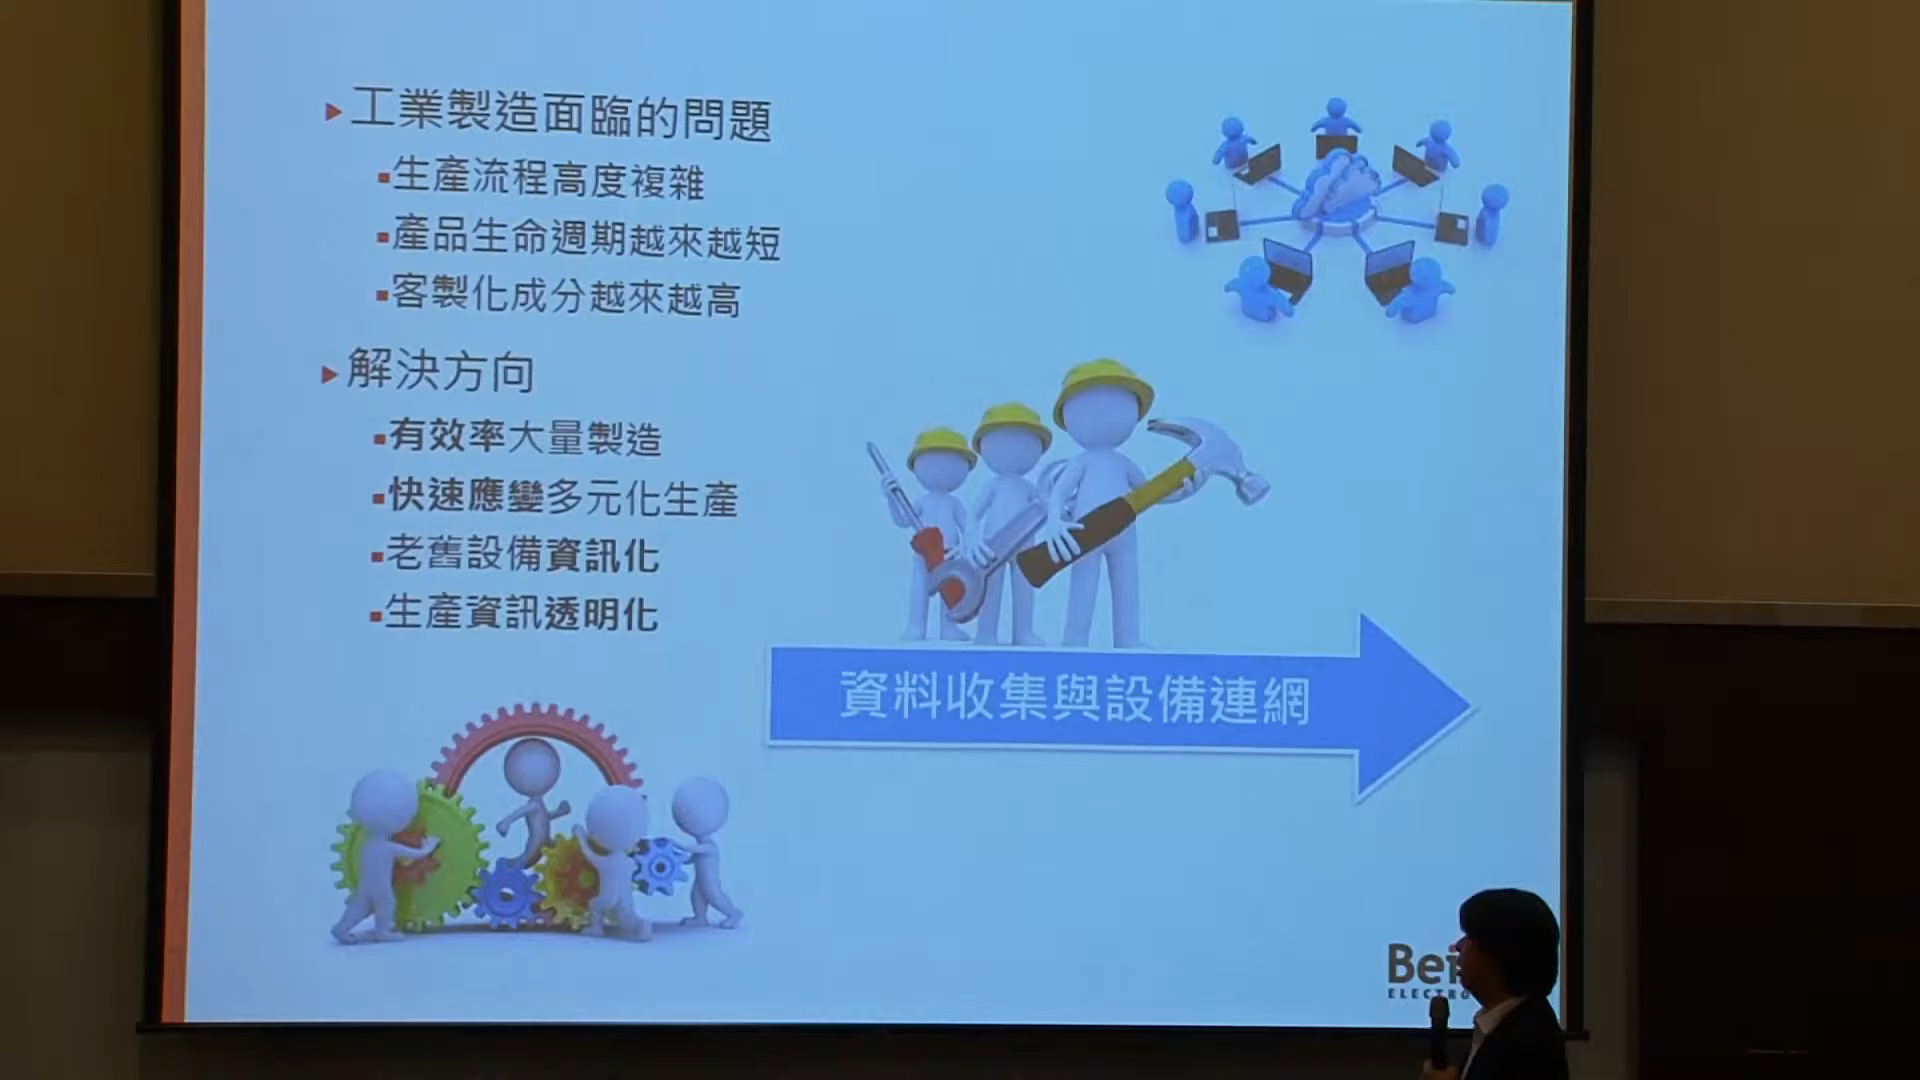 工業製造面臨的問題
生產流程高度複雜
產品生命週期越來越短
客製化成分越來越高
解決方向
有效率大量製造
快速應變多元化生產
老舊設備資訊化
生產資訊透明化
資料收集與設備連網